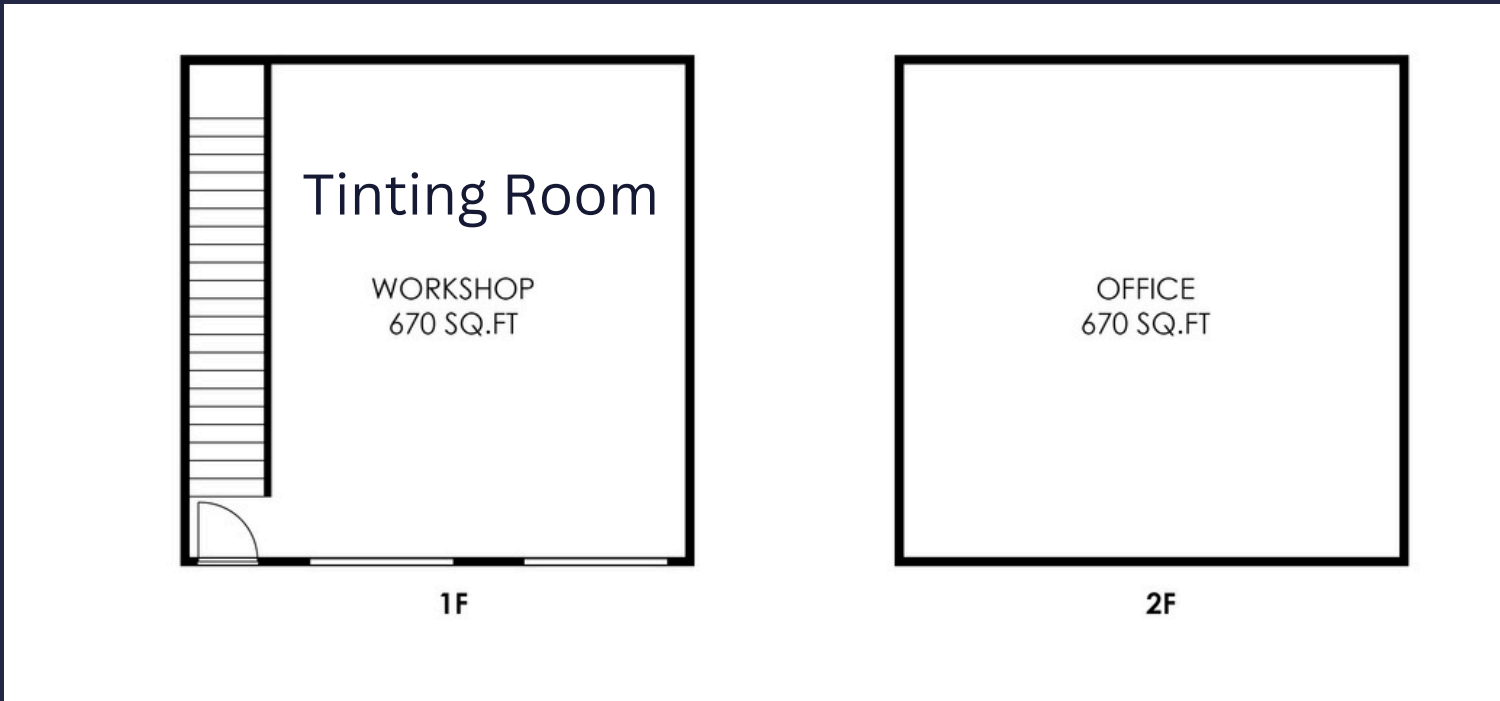 Tinting Room
WORKSHOP
670 SQ.FT
1F
OFFICE
670 SQ.FT
2F